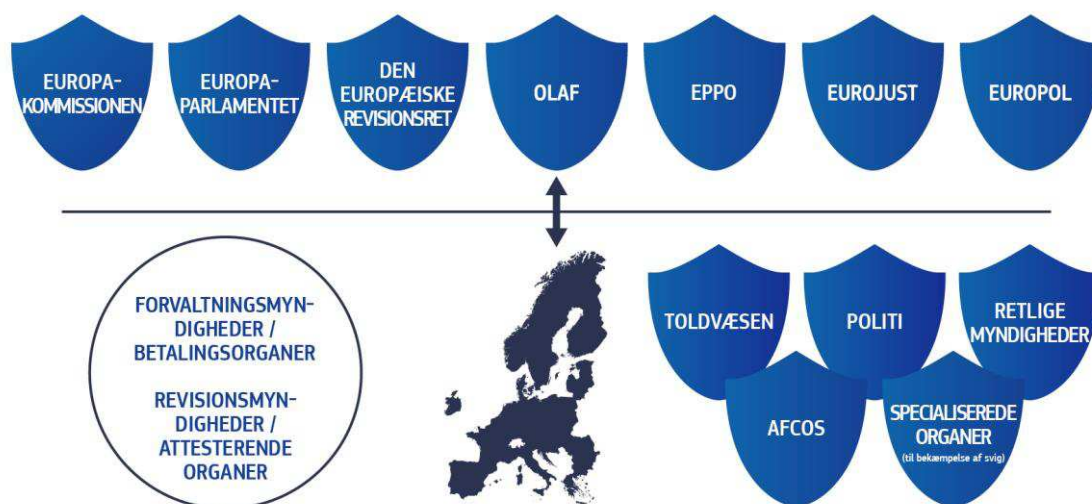 EUROPA-
KOMMISSIONEN
EUROPA-
PARLAMENTET
DEN
EUROPÆISKE
REVISIONSRET
OLAF
EPPO
EUROJUST
EUROPOL
FORVALTNINGSMYN-
DIGHEDER /
BETALINGSORGANER
REVISIONSMYN-
DIGHEDER /
ATTESTERENDE
ORGANER
TOLDVÆSEN
POLITI
RETLIGE
MYNDIGHEDER
AFCOS
SPECIALISEREDE
ORGANER
(til bekæmpelse af svig)